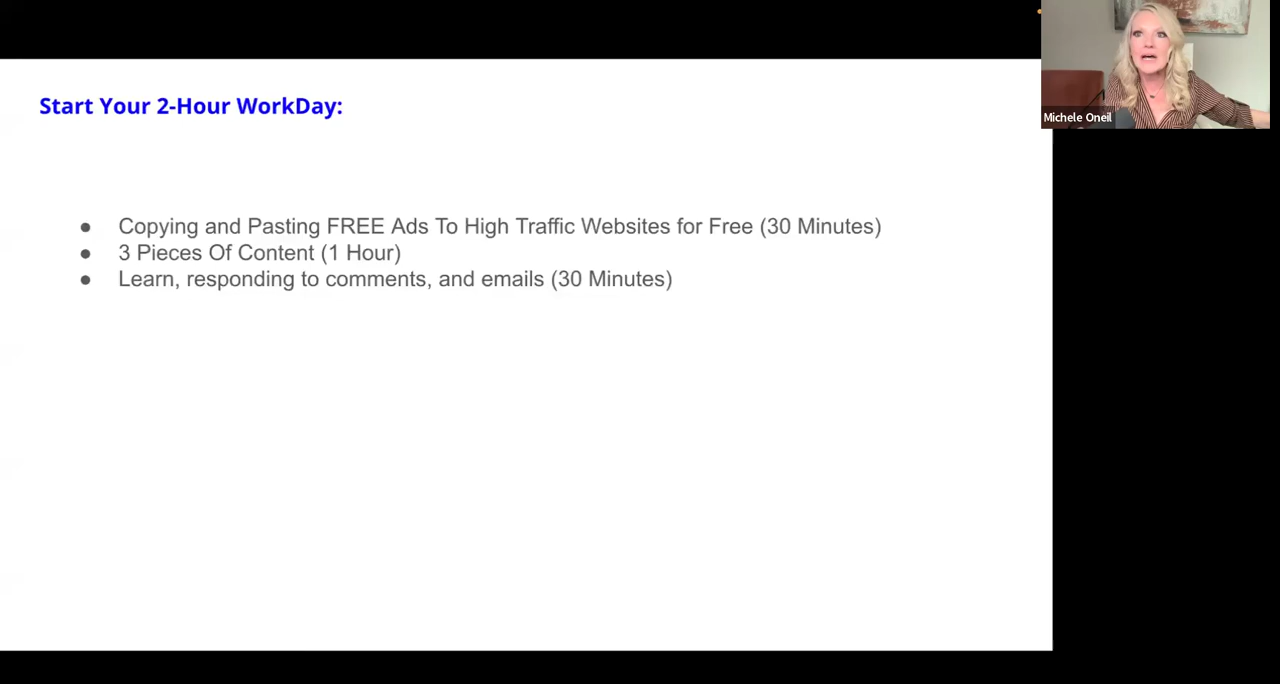 Start Your 2-Hour WorkDay:
Michele Oneil
● Copying and Pasting FREE Ads To High Traffic Websites for Free (30 Minutes)
● 3 Pieces Of Content (1 Hour)
● Learn, responding to comments, and emails (30 Minutes)